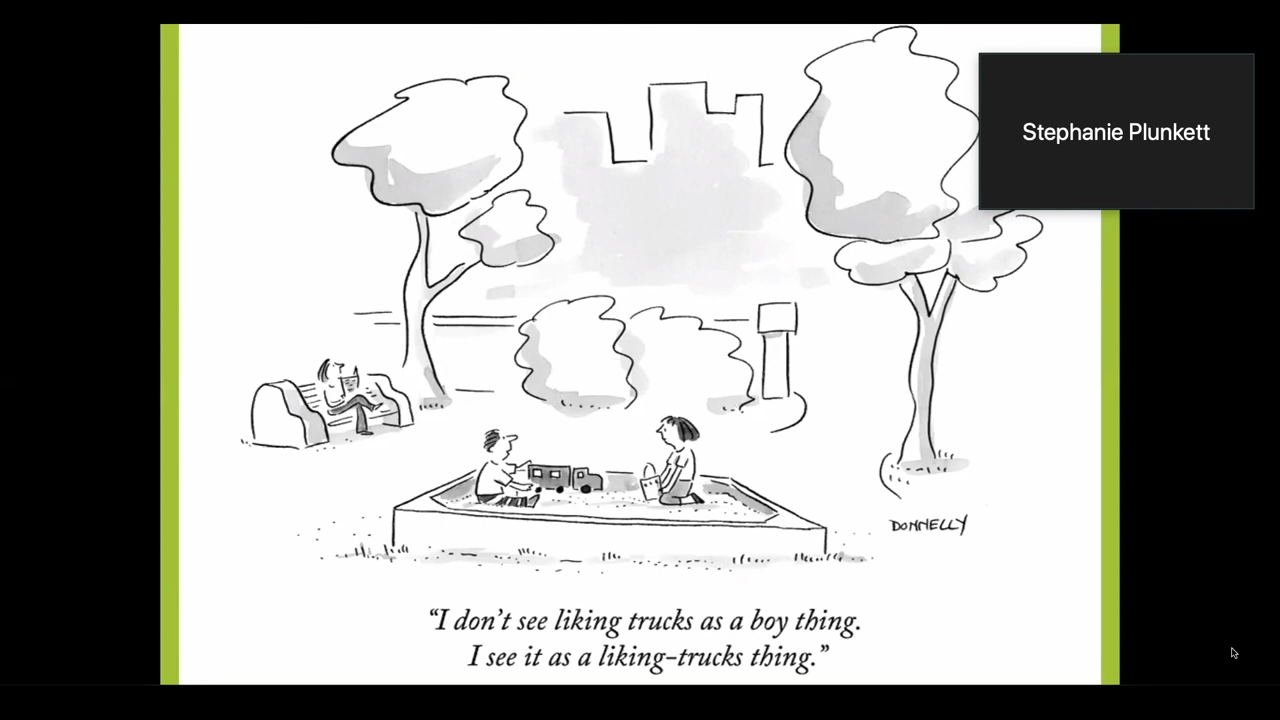 Stephanie Plunkett
DONNELLY
“I don’t see liking trucks as a boy thing.
I see it as a liking-trucks thing.”